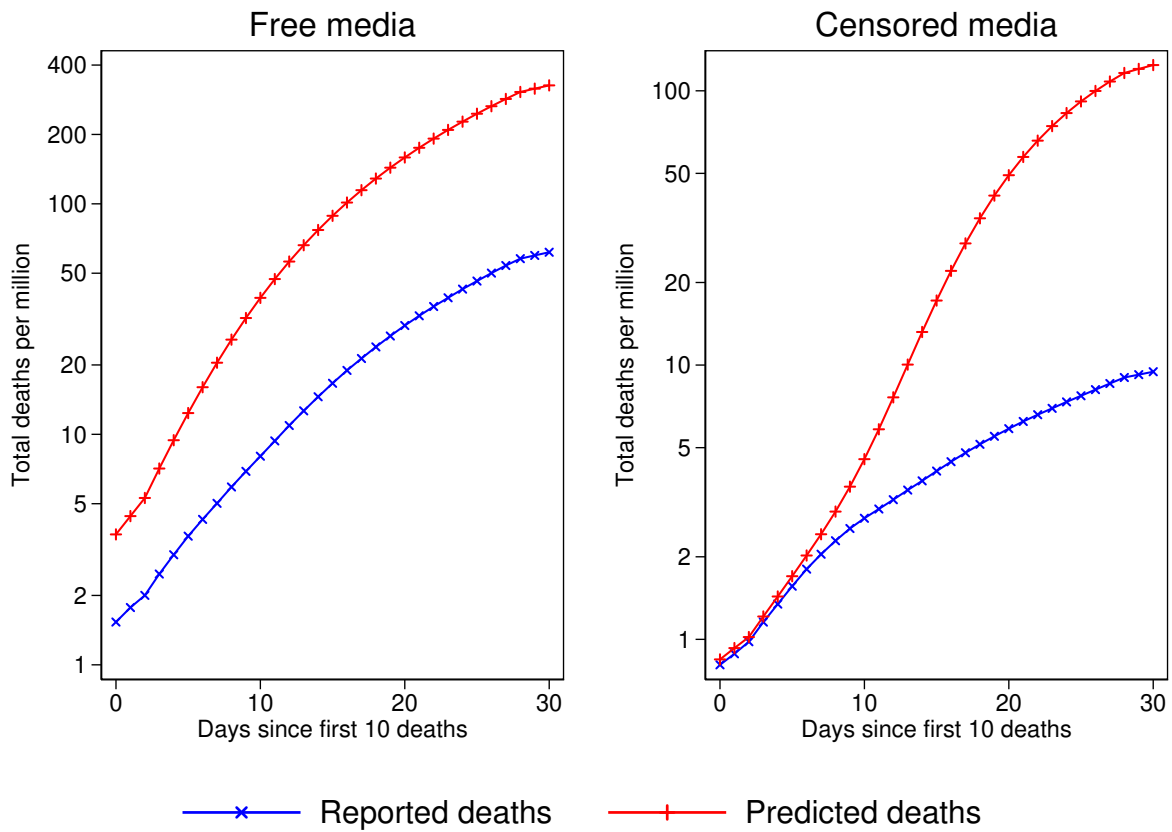 Free media
Total deaths per million
400
200
100
50
20
10
5
2
1
0 10 20 30
Days since first 10 deaths
Censored media
Total deaths per million
100
50
20
10
5
2
1
0 10 20 30
Days since first 10 deaths
Reported deaths Predicted deaths